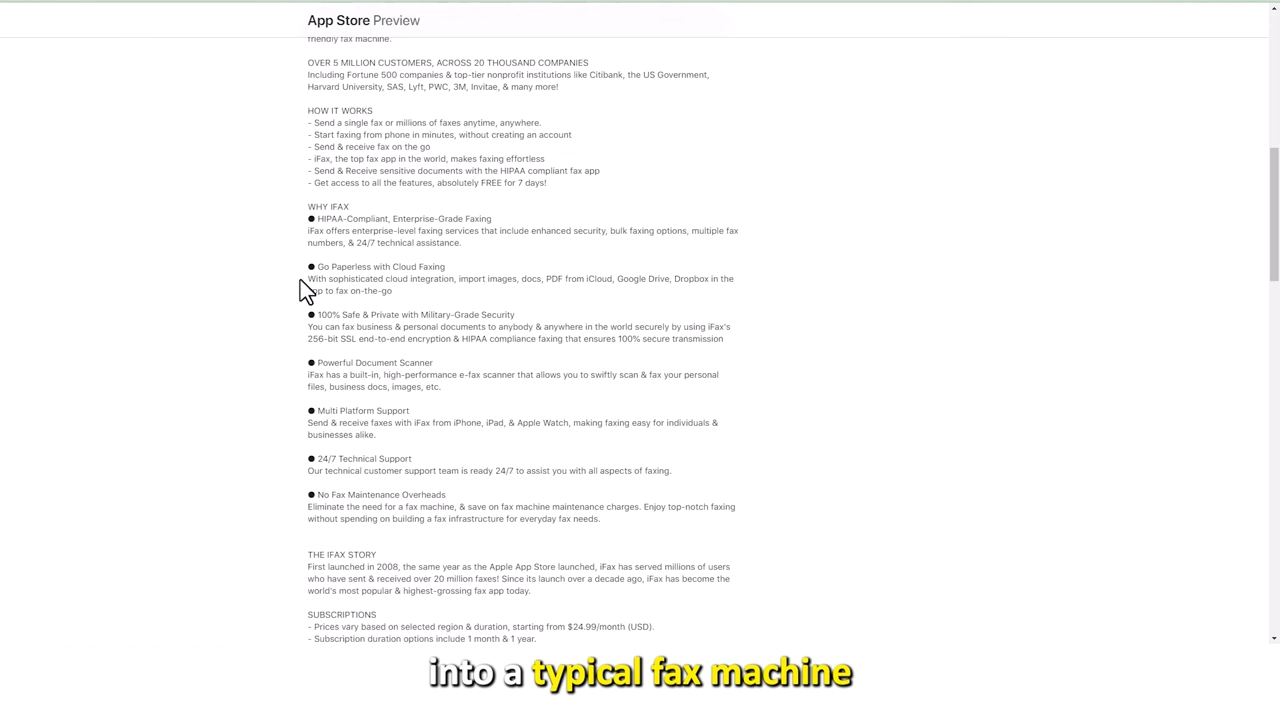 App Store Preview
friendly fax machine.
OVER 5 MILLION CUSTOMERS, ACROSS 20 THOUSAND COMPANIES
Including Fortune 500 companies & top-tier nonprofit institutions like Citibank, the US Government,
Harvard University, SAS, Lyft, PWC, 3M, Invitae, & many more!
HOW IT WORKS
- Send a single fax or millions of faxes anytime, anywhere.
- Start faxing from phone in minutes, without creating an account
- Send & receive fax on the go
- iFax, the top fax app in the world, makes faxing effortless
- Send & Receive sensitive documents with the HIPAA compliant fax app
- Get access to all the features, absolutely FREE for 7 days!
WHY IFAX
● HIPAA-Compliant, Enterprise-Grade Faxing
iFax offers enterprise-level faxing services that include enhanced security, bulk faxing options, multiple fax
numbers, & 24/7 technical assistance.
● Go Paperless with Cloud Faxing
With sophisticated cloud integration, import images, docs, PDF from iCloud, Google Drive, Dropbox in the
app to fax on-the-go
● 100% Safe & Private with Military-Grade Security
You can fax business & personal documents to anybody & anywhere in the world securely by using iFax's
256-bit SSL end-to-end encryption & HIPAA compliance faxing that ensures 100% secure transmission
● Powerful Document Scanner
iFax has a built-in, high-performance e-fax scanner that allows you to swiftly scan & fax your personal
files, business docs, images, etc.
● Multi Platform Support
Send & receive faxes with iFax from iPhone, iPad, & Apple Watch, making faxing easy for individuals &
businesses alike.
● 24/7 Technical Support
Our technical customer support team is ready 24/7 to assist you with all aspects of faxing.
● No Fax Maintenance Overheads
Eliminate the need for a fax machine, & save on fax machine maintenance charges. Enjoy top-notch faxing
without spending on building a fax infrastructure for everyday fax needs.
THE IFAX STORY
First launched in 2008, the same year as the Apple App Store launched, iFax has served millions of users
who have sent & received over 20 million faxes! Since its launch over a decade ago, iFax has become the
world's most popular & highest-grossing fax app today.
SUBSCRIPTIONS
- Prices vary based on selected region & duration, starting from $24.99/month (USD).
- Subscription duration options include 1 month & 1 year.
into a typical fax machine